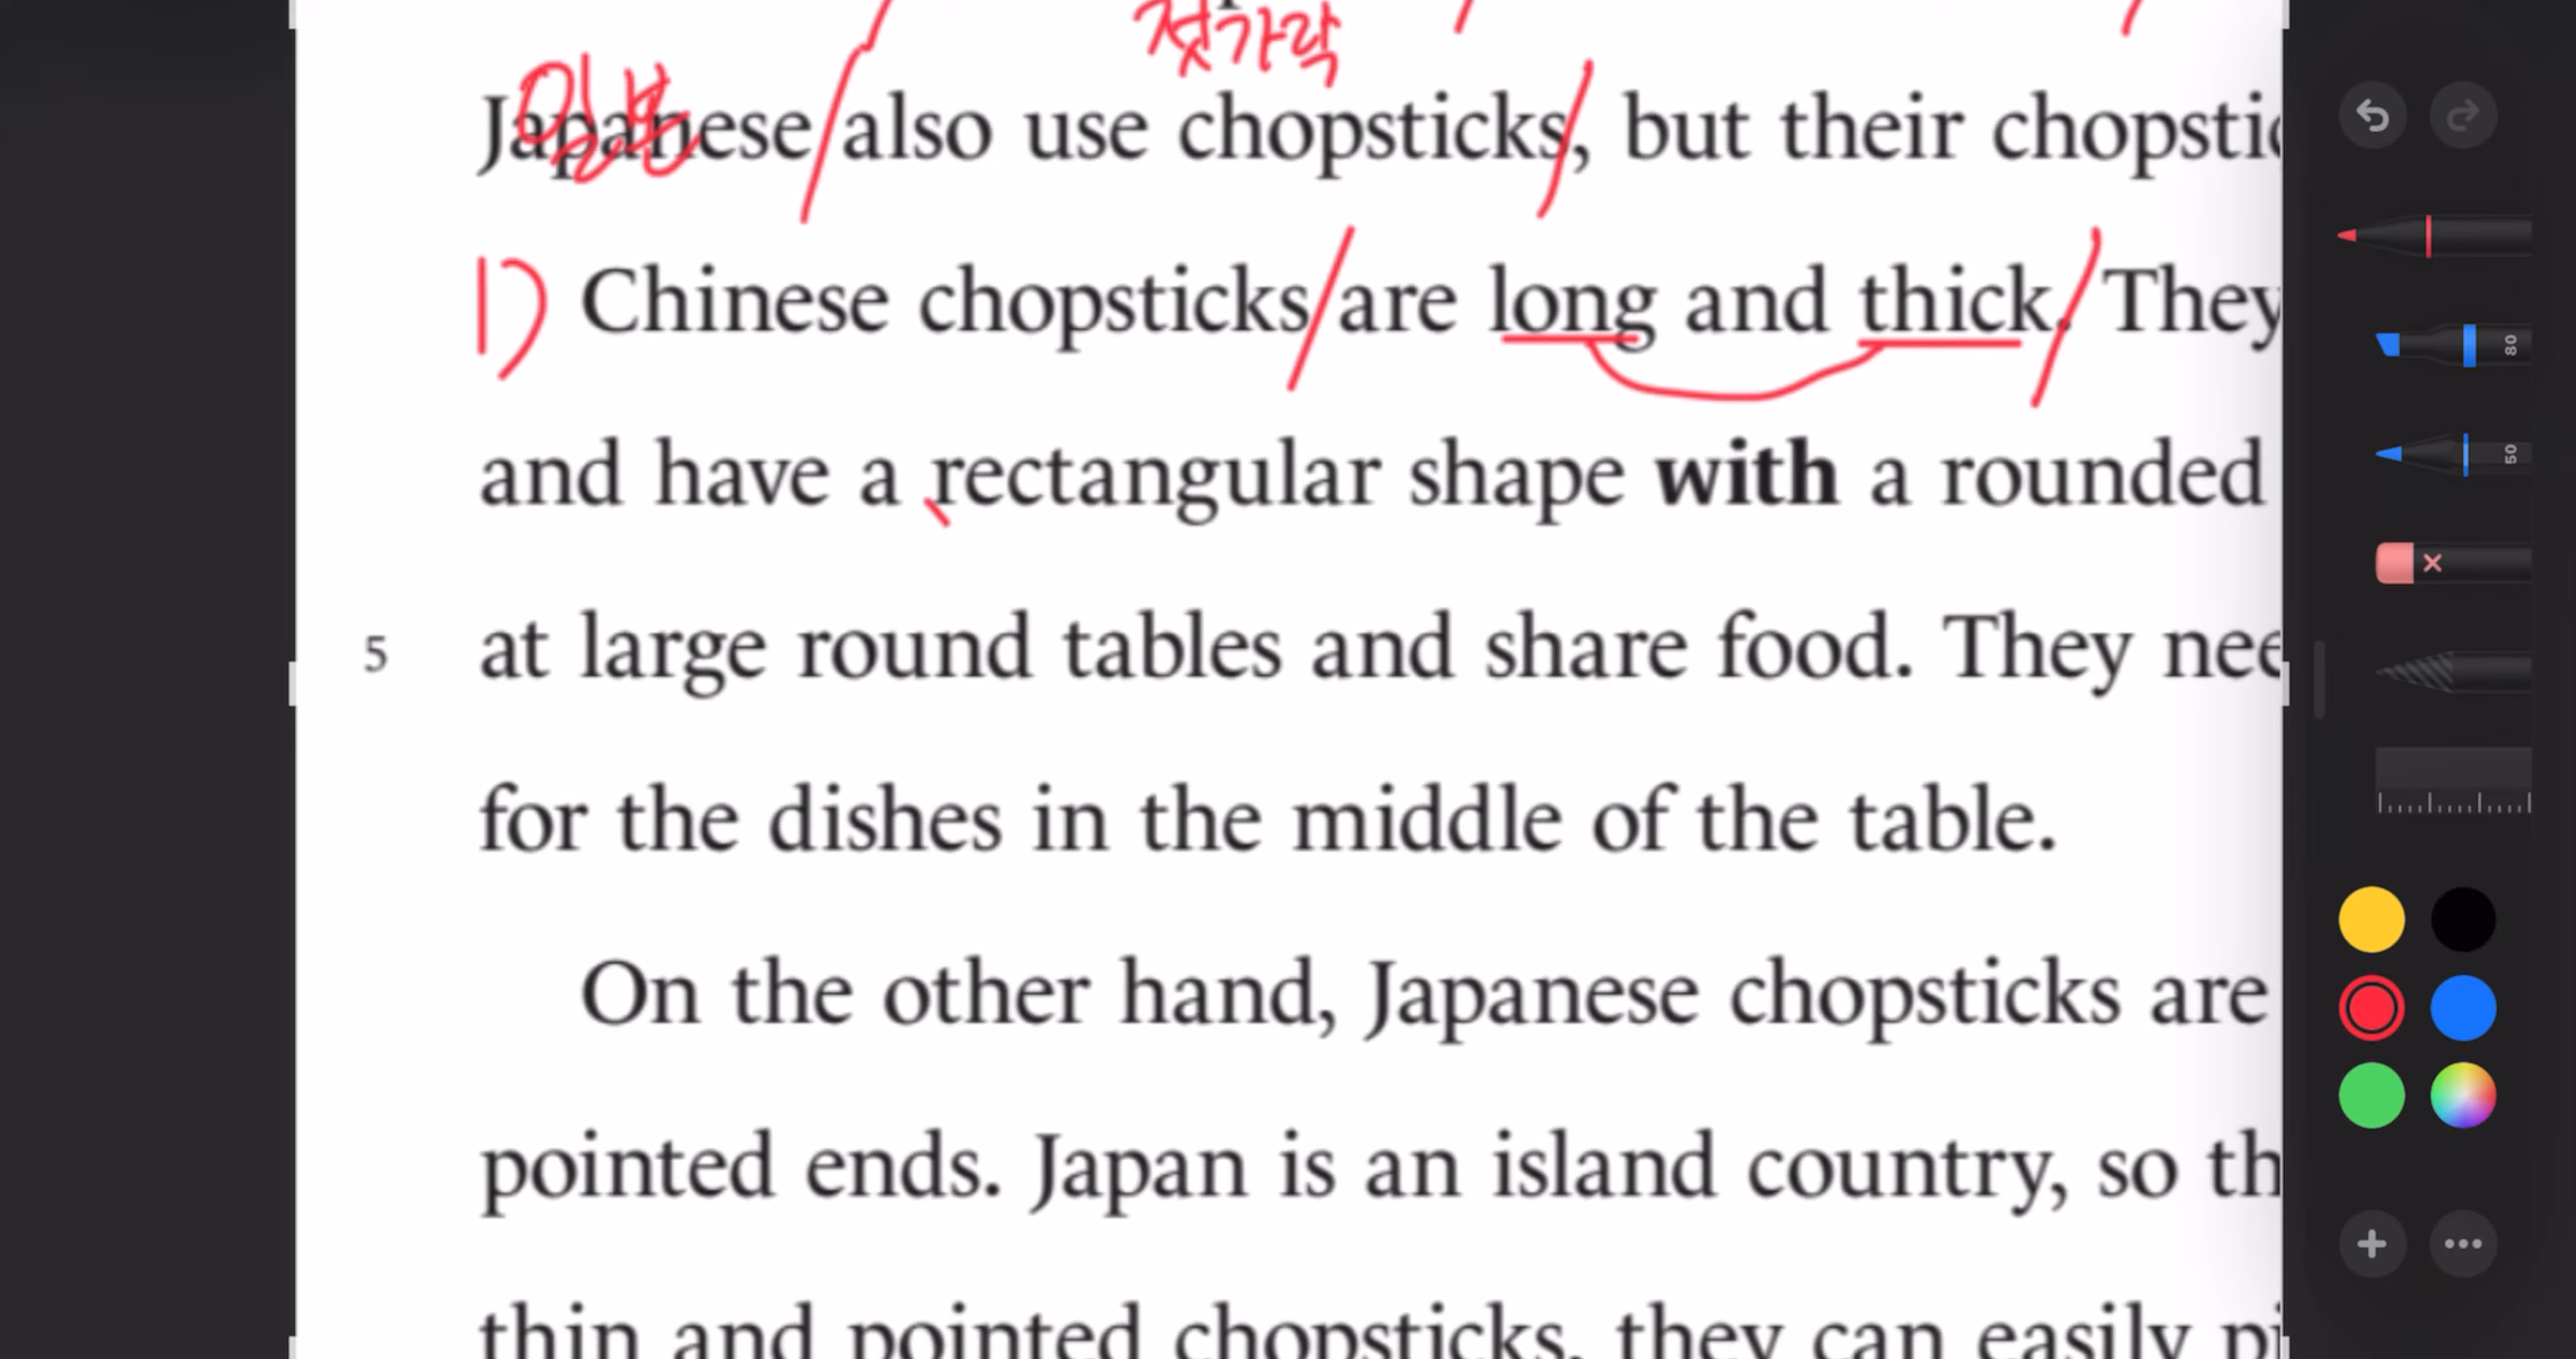 젓가락
일본
Japanese also use chopsticks, but their chopstic
1) Chinese chopsticks are long and thick. They
and have a rectangular shape with a rounded
5 at large round tables and share food. They nee
for the dishes in the middle of the table.
On the other hand, Japanese chopsticks are
pointed ends. Japan is an island country, so th
thin and pointed chopsticks, they can easily pi
80
50